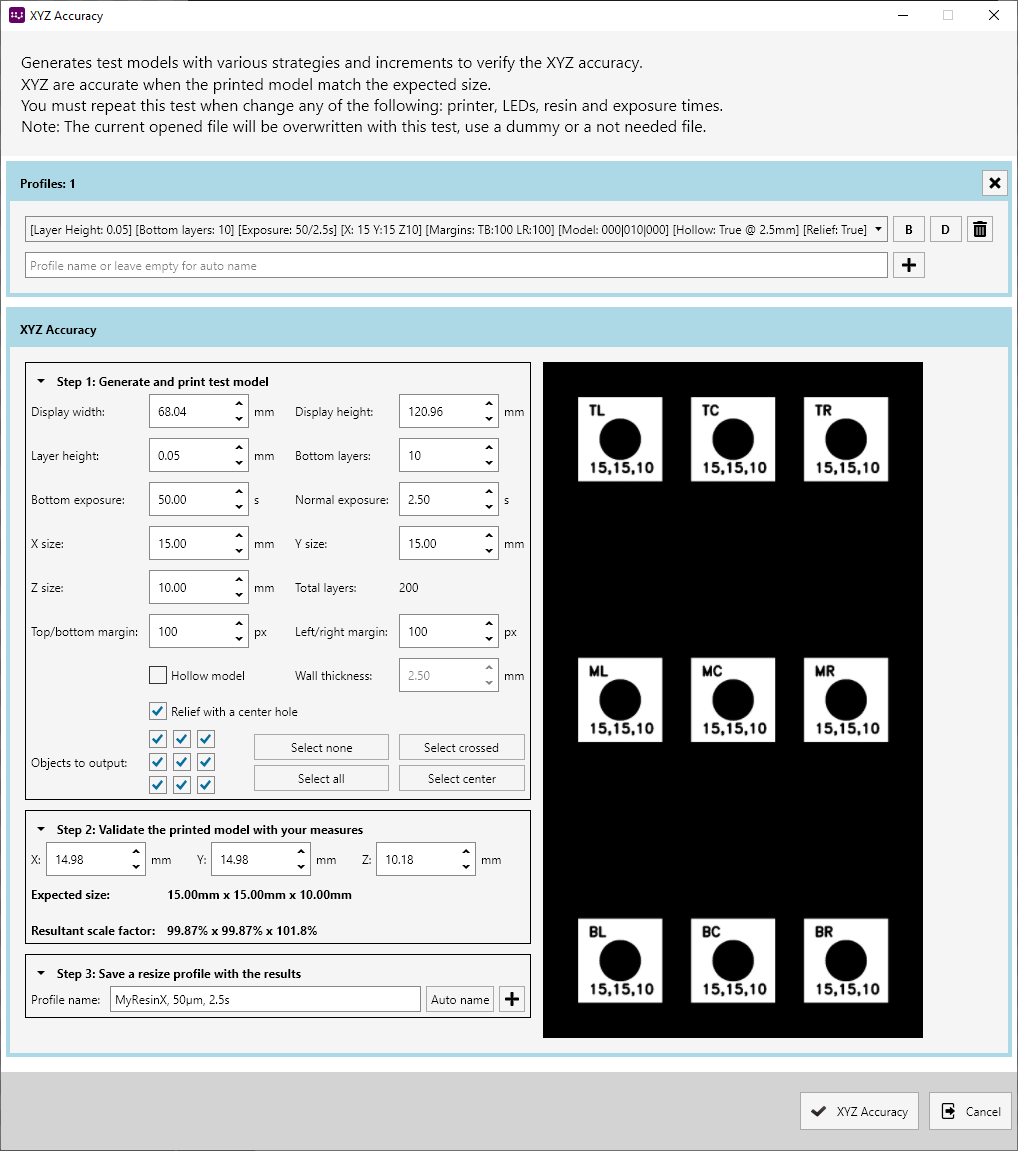 XYZ Accuracy
Generates test models with various strategies and increments to verify the XYZ accuracy.
XYZ are accurate when the printed model match the expected size.
You must repeat this test when change any of the following: printer, LEDs, resin and exposure times.
Note: The current opened file will be overwritten with this test, use a dummy or a not needed file.
Profiles: 1
[Layer Height: 0.05] [Bottom layers: 10] [Exposure: 50/2.5s] [X: 15 Y:15 Z10] [Margins: TB:100 LR:100] [Model: 000|010|000] [Hollow: True @ 2.5mm] [Relief: True] B D
Profile name or leave empty for auto name
XYZ Accuracy
Step 1: Generate and print test model
Display width: 68.04 mm Display height: 120.96 mm
Layer height: 0.05 mm Bottom layers: 10
Bottom exposure: 50.00 s Normal exposure: 2.50 s
X size: 15.00 mm Y size: 15.00 mm
Z size: 10.00 mm Total layers: 200
Top/bottom margin: 100 px Left/right margin: 100 px
Hollow model Wall thickness: 2.50 mm
Relief with a center hole
Objects to output: Select none Select crossed
Select all Select center
Step 2: Validate the printed model with your measures
X: 14.98 mm Y: 14.98 mm Z: 10.18 mm
Expected size: 15.00mm x 15.00mm x 10.00mm
Resultant scale factor: 99.87% x 99.87% x 101.8%
Step 3: Save a resize profile with the results
Profile name: MyResinX, 50µm, 2.5s Auto name
TL TC TR
15,15,10 15,15,10 15,15,10
ML MC MR
15,15,10 15,15,10 15,15,10
BL BC BR
15,15,10 15,15,10 15,15,10
XYZ Accuracy Cancel